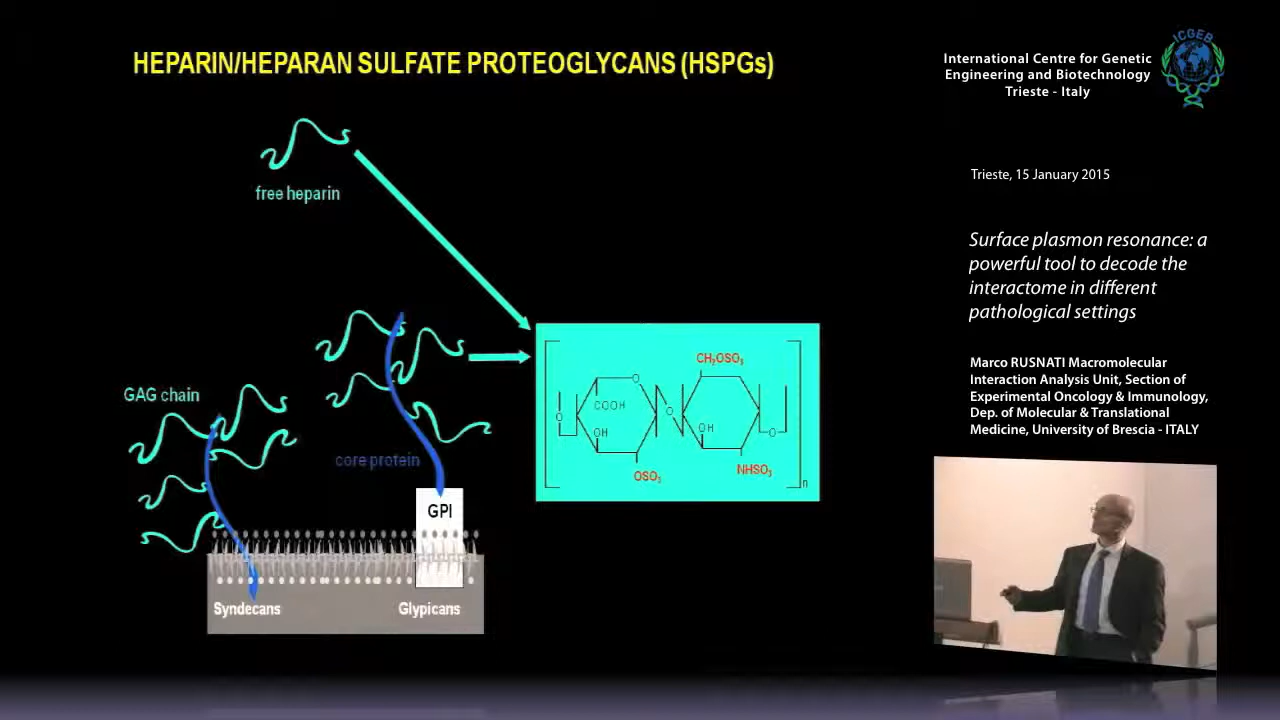 HEPARIN/HEPARAN SULFATE PROTEOGLYCANS (HSPGs)
free heparin
GAG chain
core protein
GPI
Syndecans
Glypicans
CH₂OSO₃
O
COOH
O
O
OH
OH
O
OSO₃
NHSO₃
n
International Centre for Genetic
Engineering and Biotechnology
Trieste - Italy
ICGEB
Trieste, 15 January 2015
Surface plasmon resonance: a
powerful tool to decode the
interactome in different
pathological settings
Marco RUSNATI Macromolecular
Interaction Analysis Unit, Section of
Experimental Oncology & Immunology,
Dep. of Molecular & Translational
Medicine, University of Brescia - ITALY